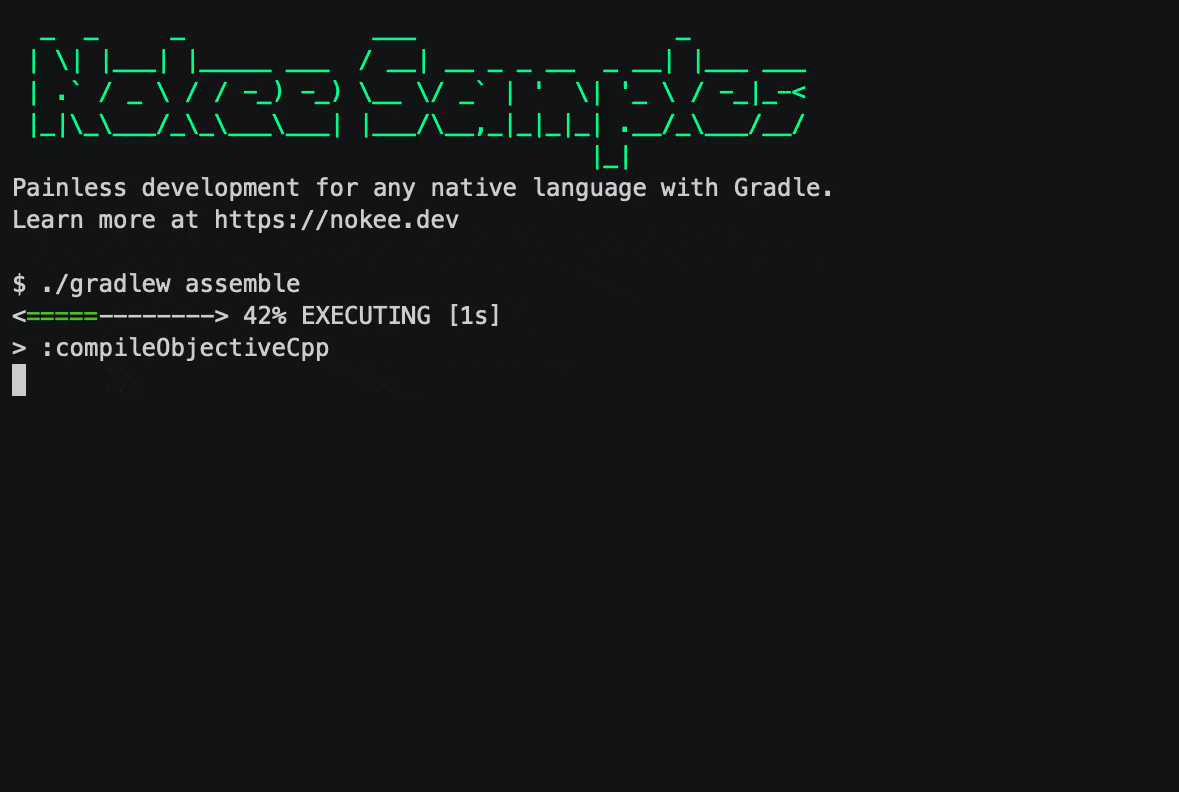 Nokee Samples
Painless development for any native language with Gradle.
Learn more at https://nokee.dev
$ ./gradlew assemble
<=====--------> 42% EXECUTING [1s]
> :compileObjectiveCpp